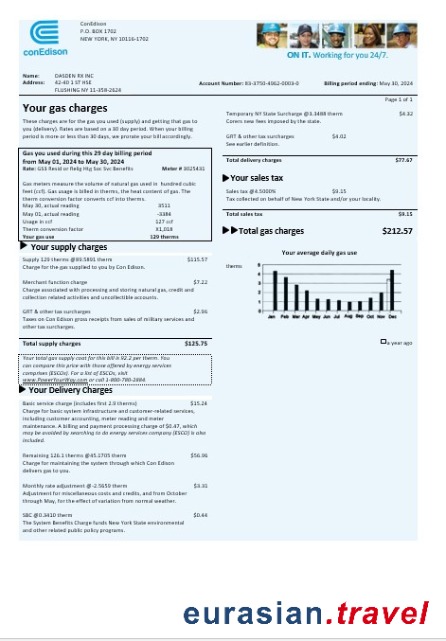 conEdison
ConEdison
P.O. BOX 1702
NEW YORK, NY 10116-1702
ON IT. Working for you 24/7.
Name: DASDEN RX INC
Address: 42-40 1 ST HSE
FLUSHING NY 11-358-2624
Account Number: 83-3750-4962-0003-0
Billing period ending: May 30, 2024
Page 1 of 1
Your gas charges
These charges are for the gas you used (supply) and getting that gas to
you (delivery). Rates are based on a 30 day period. When your billing
period is more or less than 30 days, we prorate your bill accordingly.
Gas you used during this 29 day billing period
from May 01, 2024 to May 30, 2024
Rate: GS3 Resid or Relig Htg Soc Svc Benefits Meter # 3025431
Gas meters measure the volume of natural gas used in hundred cubic
feet (ccf). Gas usage is billed in therms, the heat content of the gas. The
therm conversion factor converts ccf into therms.
May 30, actual reading 3511
May 01, actual reading -3384
Usage in ccf 127 ccf
Therm conversion factor X1,018
Your gas use 129 therms
Your supply charges
Supply 129 therms @89.5891 therm $115.57
Charge for the gas supplied to you by Con Edison.
Merchant function charge $7.22
Charge associated with processing and storing natural gas, credit and
collection related activities and uncollectible accounts.
GRT & other tax surcharges $2.96
Taxes on Con Edison gross receipts from sales of military services and
other tax surcharges.
Total supply charges $125.75
Your total gas supply cost for this bill is 92.2 per therm. You
can compare this price with those offered by energy services
companies (ESCOs). For a list of ESCOs, visit
www.PowerYourWay.com or call 1-800-780-2884.
Your Delivery Charges
Basic service charge (includes first 2.9 therms) $15.24
Charge for basic system infrastructure and customer-related services,
including customer accounting, meter reading and meter
maintenance. A billing and payment processing charge of $0.47, which
may be avoided by searching to do energy services company (ESCO) is also
included.
Remaining 126.1 therms @45.1705 therm $56.96
Charge for maintaining the system through which Con Edison
delivers gas to you.
Monthly rate adjustment @-2.5659 therm $3.31
Adjustment for miscellaneous costs and credits, and from October
through May, for the effect of variation from normal weather.
SBC @0.3410 therm $0.44
The System Benefits Charge funds New York State environmental
and other related public policy programs.
Temporary NY State Surcharge @3.3488 therm $4.32
Covers new fees imposed by the state.
GRT & other tax surcharges $4.02
See earlier definition.
Total delivery charges $77.67
Your sales tax
Sales tax @4.5000% $9.15
Tax collected on behalf of New York State and/or your locality.
Total sales tax $9.15
Total gas charges $212.57
Your average daily gas use
therms
5
4
3
2
1
0
Jan Feb Mar Apr May Jun Jul Aug Sep Oct Nov Dec
a year ago
eurasian.travel